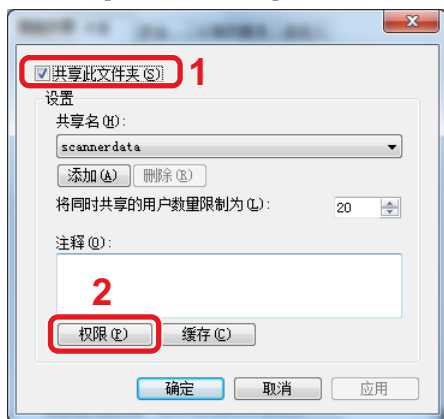 共享此文件夹(S) 1
设置
共享名(H):
scannerdata
添加(A) 删除(R)
将同时共享的用户数量限制为(L): 20
注释(O):
2
权限(P) 缓存(C)
确定 取消 应用